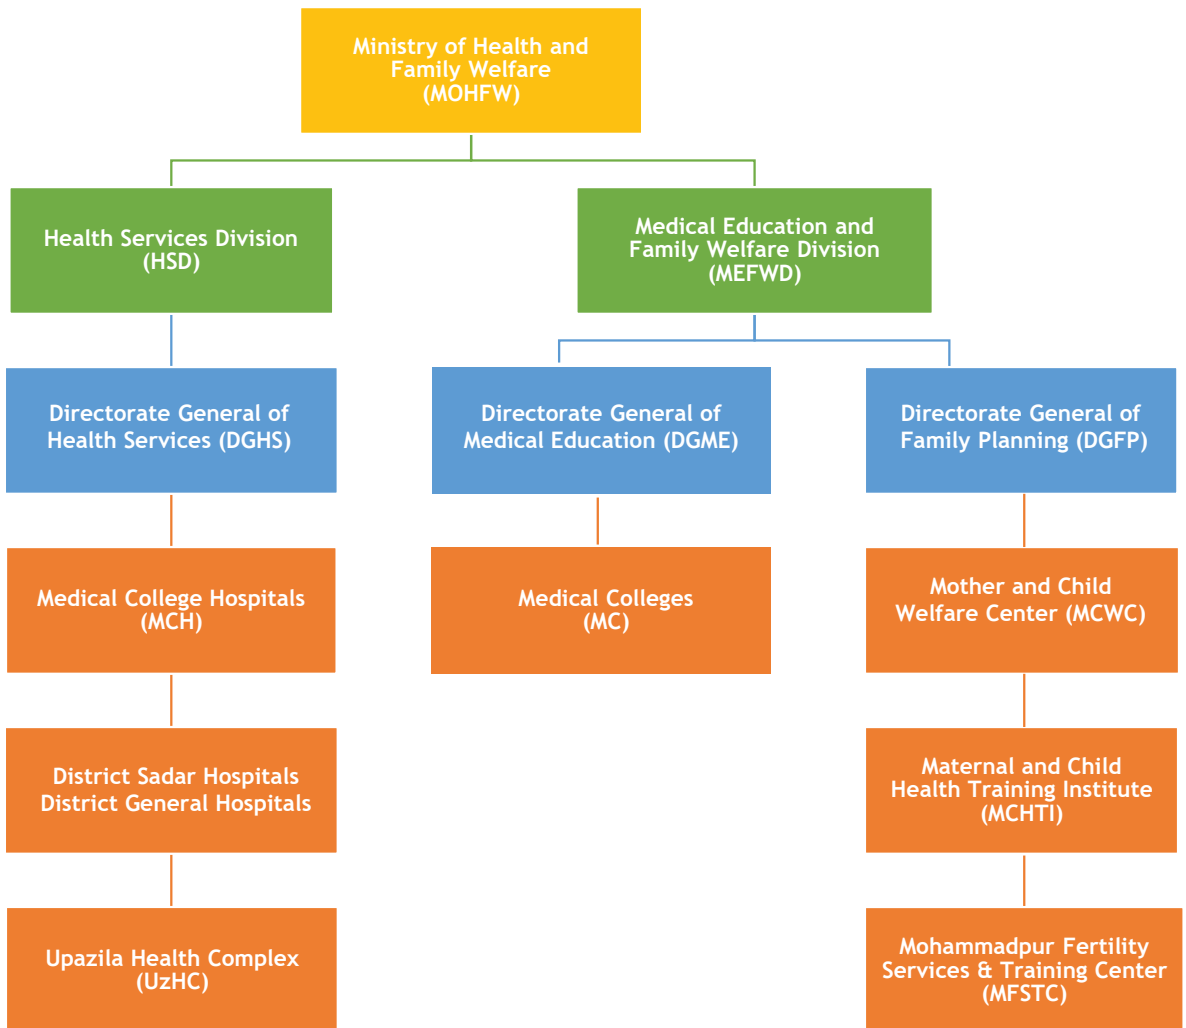 Ministry of Health and
Family Welfare
(MOHFW)
Health Services Division
(HSD)
Medical Education and
Family Welfare Division
(MEFWD)
Directorate General of
Health Services (DGHS)
Directorate General of
Medical Education (DGME)
Directorate General of
Family Planning (DGFP)
Medical College Hospitals
(MCH)
Medical Colleges
(MC)
Mother and Child
Welfare Center (MCWC)
District Sadar Hospitals
District General Hospitals
Maternal and Child
Health Training Institute
(MCHTI)
Upazila Health Complex
(UzHC)
Mohammadpur Fertility
Services & Training Center
(MFSTC)